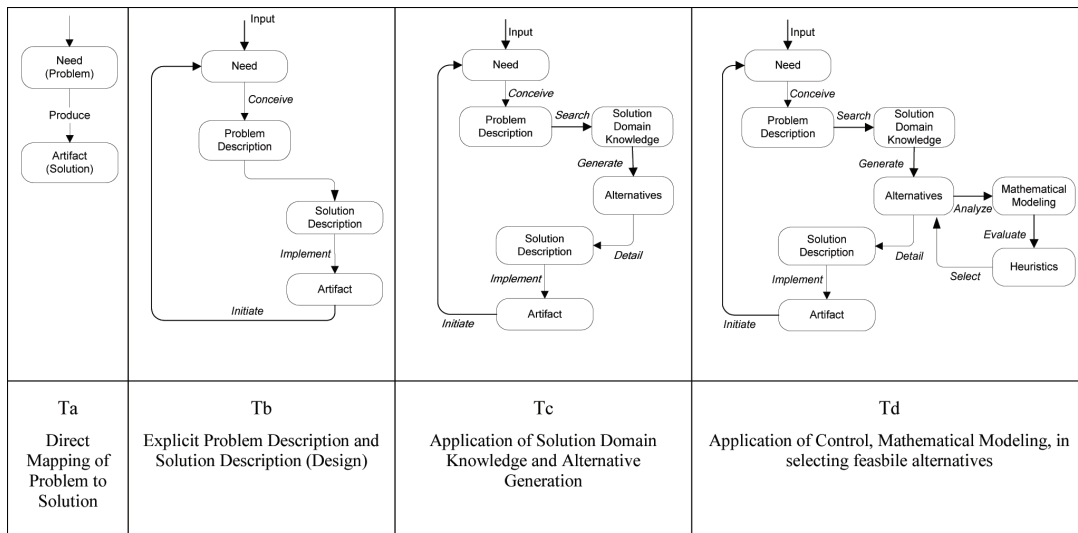 Need
(Problem)
Produce
Artifact
(Solution)
Input
Need
Conceive
Problem
Description
Solution
Description
Implement
Artifact
Initiate
Input
Need
Conceive
Problem
Description
Search
Solution
Domain
Knowledge
Generate
Alternatives
Solution
Description
Detail
Implement
Artifact
Initiate
Input
Need
Conceive
Problem
Description
Search
Solution
Domain
Knowledge
Generate
Alternatives
Analyze
Mathematical
Modeling
Evaluate
Heuristics
Select
Solution
Description
Detail
Implement
Artifact
Initiate
Ta
Direct
Mapping of
Problem to
Solution
Tb
Explicit Problem Description and
Solution Description (Design)
Tc
Application of Solution Domain
Knowledge and Alternative
Generation
Td
Application of Control, Mathematical Modeling, in
selecting feasbile alternatives